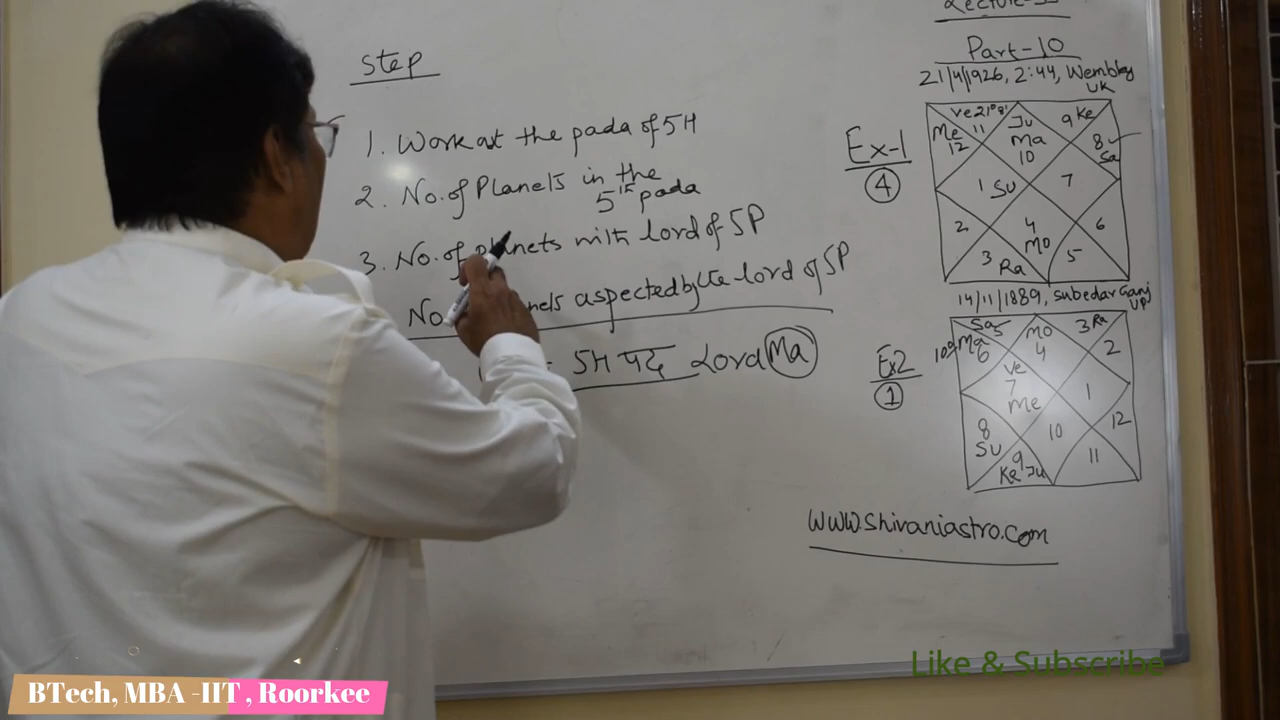 Step
1. Work out the pada of 5H
2. No. of Planets in the
5th pada
3. No. of planets with lord of 5P
No. aspected by the lord of 5P
= 5H पद Lord Ma
Part-10
21/4/1926, 2:44, Wembley
UK
Ex-1
4
Ve 21°8'
11
Me
12
Ju
Ma
10
9 Ke
8
Sa
1 Su
7
2
4
Mo
6
3 Ra
5
14/11/1889, Subedar Ganj
UP
Ex2
1
Sa 5
Ma
6
Mo
4
3 Ra
2
Ve
7
Me
1
8
Su
10
12
9
Ke Ju
11
www.shivaniastro.com
Like & Subscribe
BTech, MBA -IIT , Roorkee